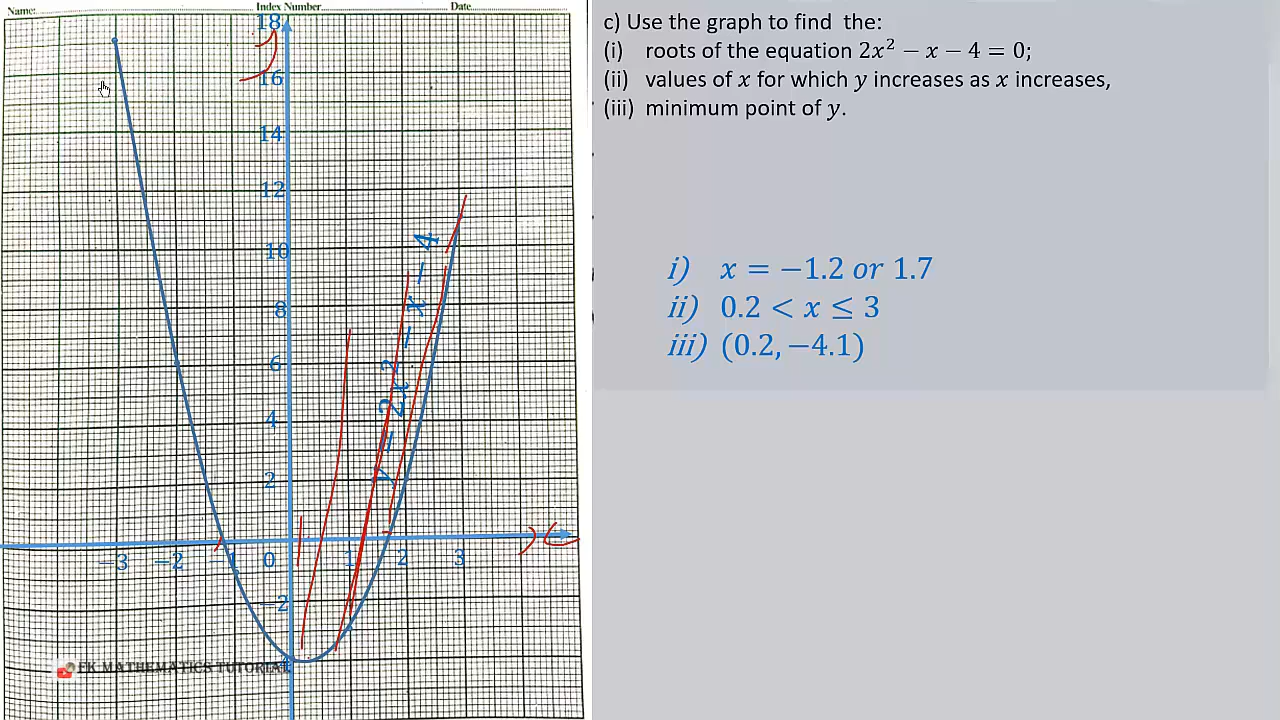 Name: Index Number Date
18
16
14
12
10
8
6
4
2
−3 −2 −1 0 1 2 3
−2
y = 2x² − x − 4
FK MATHEMATICS TUTORIAL
c) Use the graph to find the:
(i) roots of the equation 2x² − x − 4 = 0;
(ii) values of x for which y increases as x increases,
(iii) minimum point of y.
i) x = −1.2 or 1.7
ii) 0.2 < x ≤ 3
iii) (0.2, −4.1)